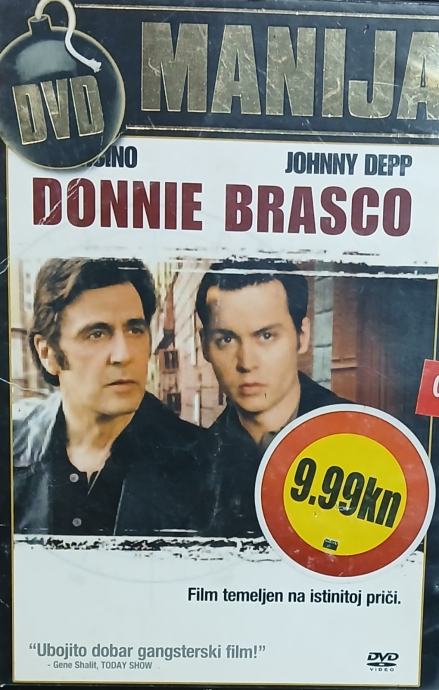 DVD MANIJA
JOHNNY DEPP
DONNIE BRASCO
9.99kn
Film temeljen na istinitoj priči.
“Ubojito dobar gangsterski film!”
- Gene Shalit, TODAY SHOW
DVD
VIDEO